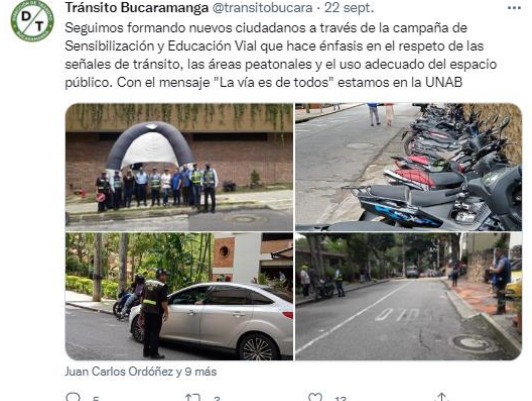 Tránsito Bucaramanga @transitobucara · 22 sept.
Seguimos formando nuevos ciudadanos a través de la campaña de
Sensibilización y Educación Vial que hace énfasis en el respeto de las
señales de tránsito, las áreas peatonales y el uso adecuado del espacio
público. Con el mensaje "La vía es de todos" estamos en la UNAB
D T
Juan Carlos Ordóñez y 9 más
5 3 13